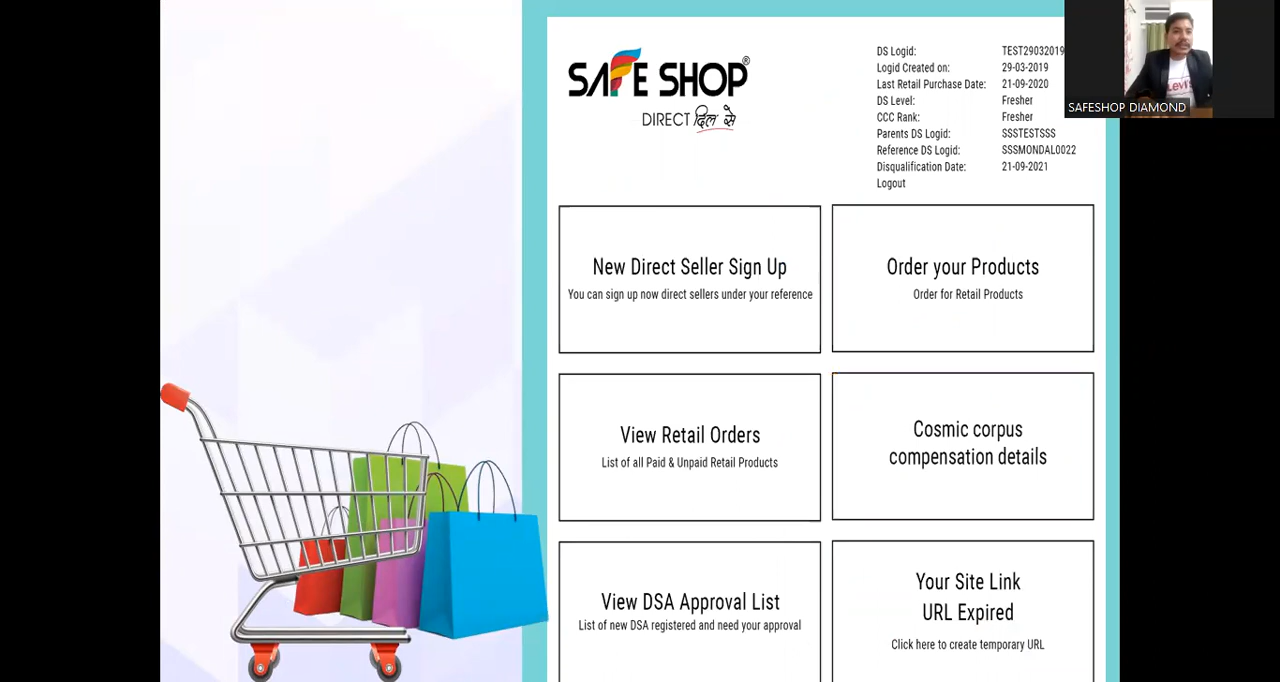 SAFE SHOP®
DIRECT दिल से
DS Logid: TEST29032019
Logid Created on: 29-03-2019
Last Retail Purchase Date: 21-09-2020
DS Level: Fresher
CCC Rank: Fresher
Parents DS Logid: SSSTESTSSS
Reference DS Logid: SSSMONDAL0022
Disqualification Date: 21-09-2021
Logout
Levi's
SAFESHOP DIAMOND
New Direct Seller Sign Up
You can sign up now direct sellers under your reference
Order your Products
Order for Retail Products
View Retail Orders
List of all Paid & Unpaid Retail Products
Cosmic corpus
compensation details
View DSA Approval List
List of new DSA registered and need your approval
Your Site Link
URL Expired
Click here to create temporary URL